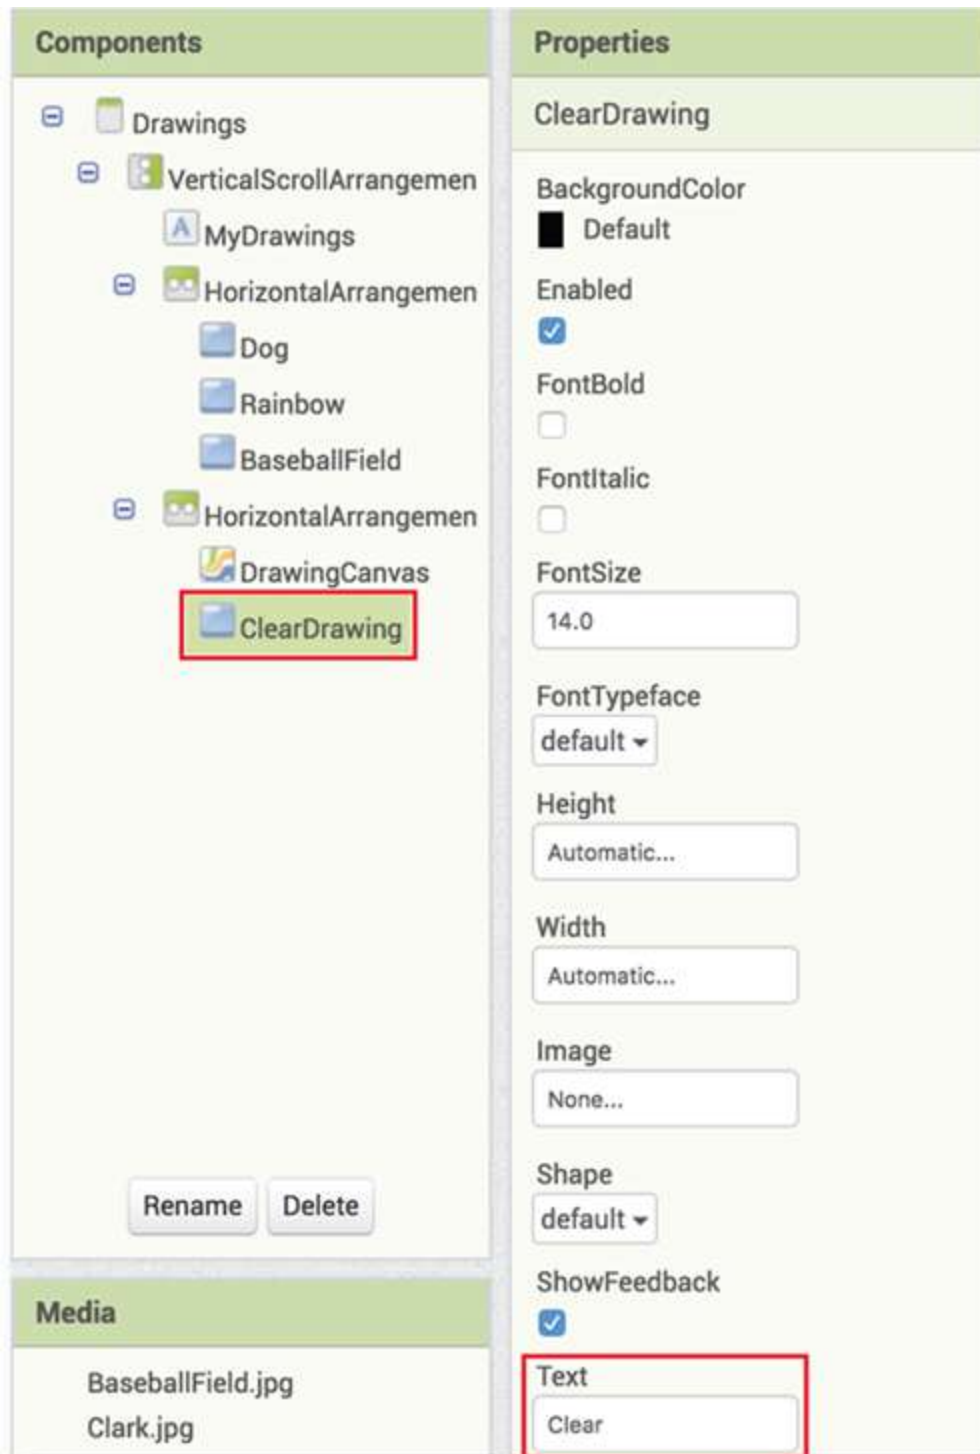 Components
Drawings
VerticalScrollArrangemen
A MyDrawings
HorizontalArrangemen
Dog
Rainbow
BaseballField
HorizontalArrangemen
DrawingCanvas
ClearDrawing
Rename Delete
Media
BaseballField.jpg
Clark.jpg
Properties
ClearDrawing
BackgroundColor
Default
Enabled
FontBold
FontItalic
FontSize
14.0
FontTypeface
default
Height
Automatic...
Width
Automatic...
Image
None...
Shape
default
ShowFeedback
Text
Clear